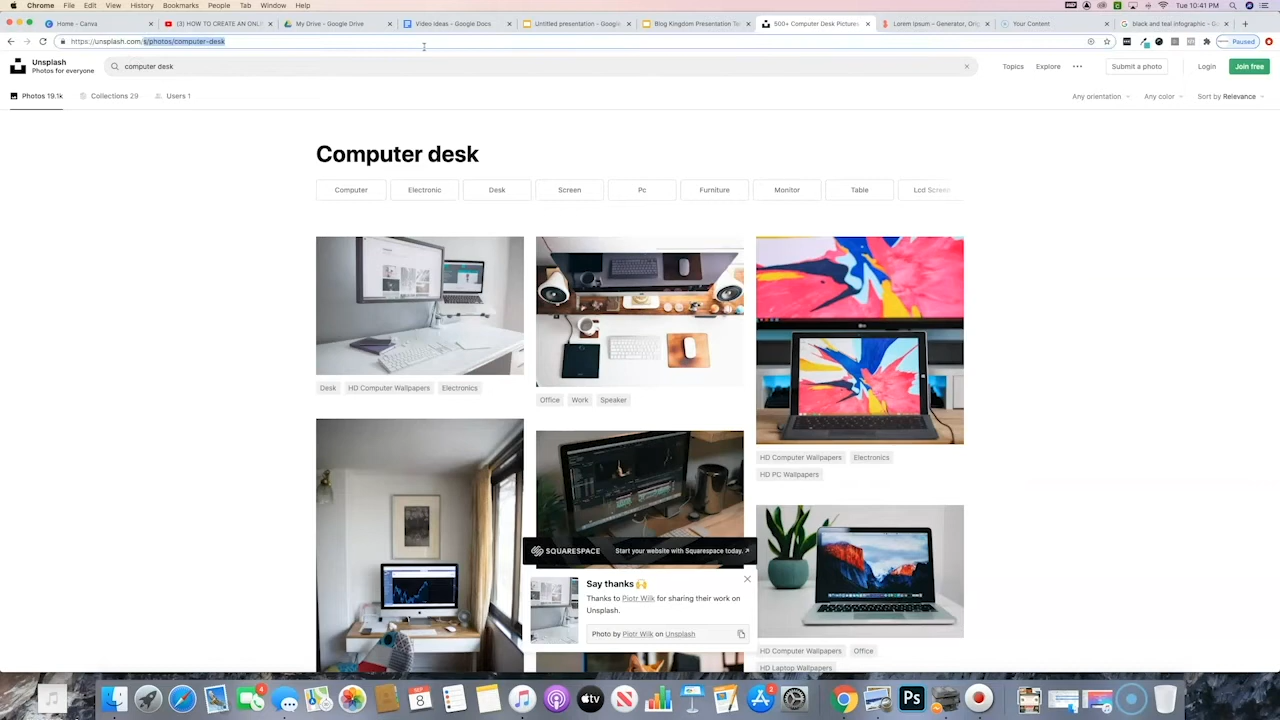 Chrome File Edit View History Bookmarks People Tab Window Help
Tue 10:41 PM
Home - Canva
(3) HOW TO CREATE AN ONLI
My Drive - Google Drive
Video Ideas - Google Docs
Untitled presentation - Google
Blog Kingdom Presentation Te
500+ Computer Desk Pictures
Lorem Ipsum – Generator, Orig
Your Content
black and teal infographic - Go
https://unsplash.com/s/photos/computer-desk
Paused
Unsplash
Photos for everyone
computer desk
Topics Explore
Submit a photo
Login
Join free
Photos 19.1k
Collections 29
Users 1
Any orientation
Any color
Sort by Relevance
Computer desk
Computer
Electronic
Desk
Screen
Pc
Furniture
Monitor
Table
Lcd Screen
Desk
HD Computer Wallpapers
Electronics
Office
Work
Speaker
HD Computer Wallpapers
Electronics
HD PC Wallpapers
SQUARESPACE
Start your website with Squarespace today.
Say thanks 🙌
Thanks to Piotr Wilk for sharing their work on
Unsplash.
Photo by Piotr Wilk on Unsplash
HD Computer Wallpapers
Office
HD Laptop Wallpapers
4
8
tv
3
Ps